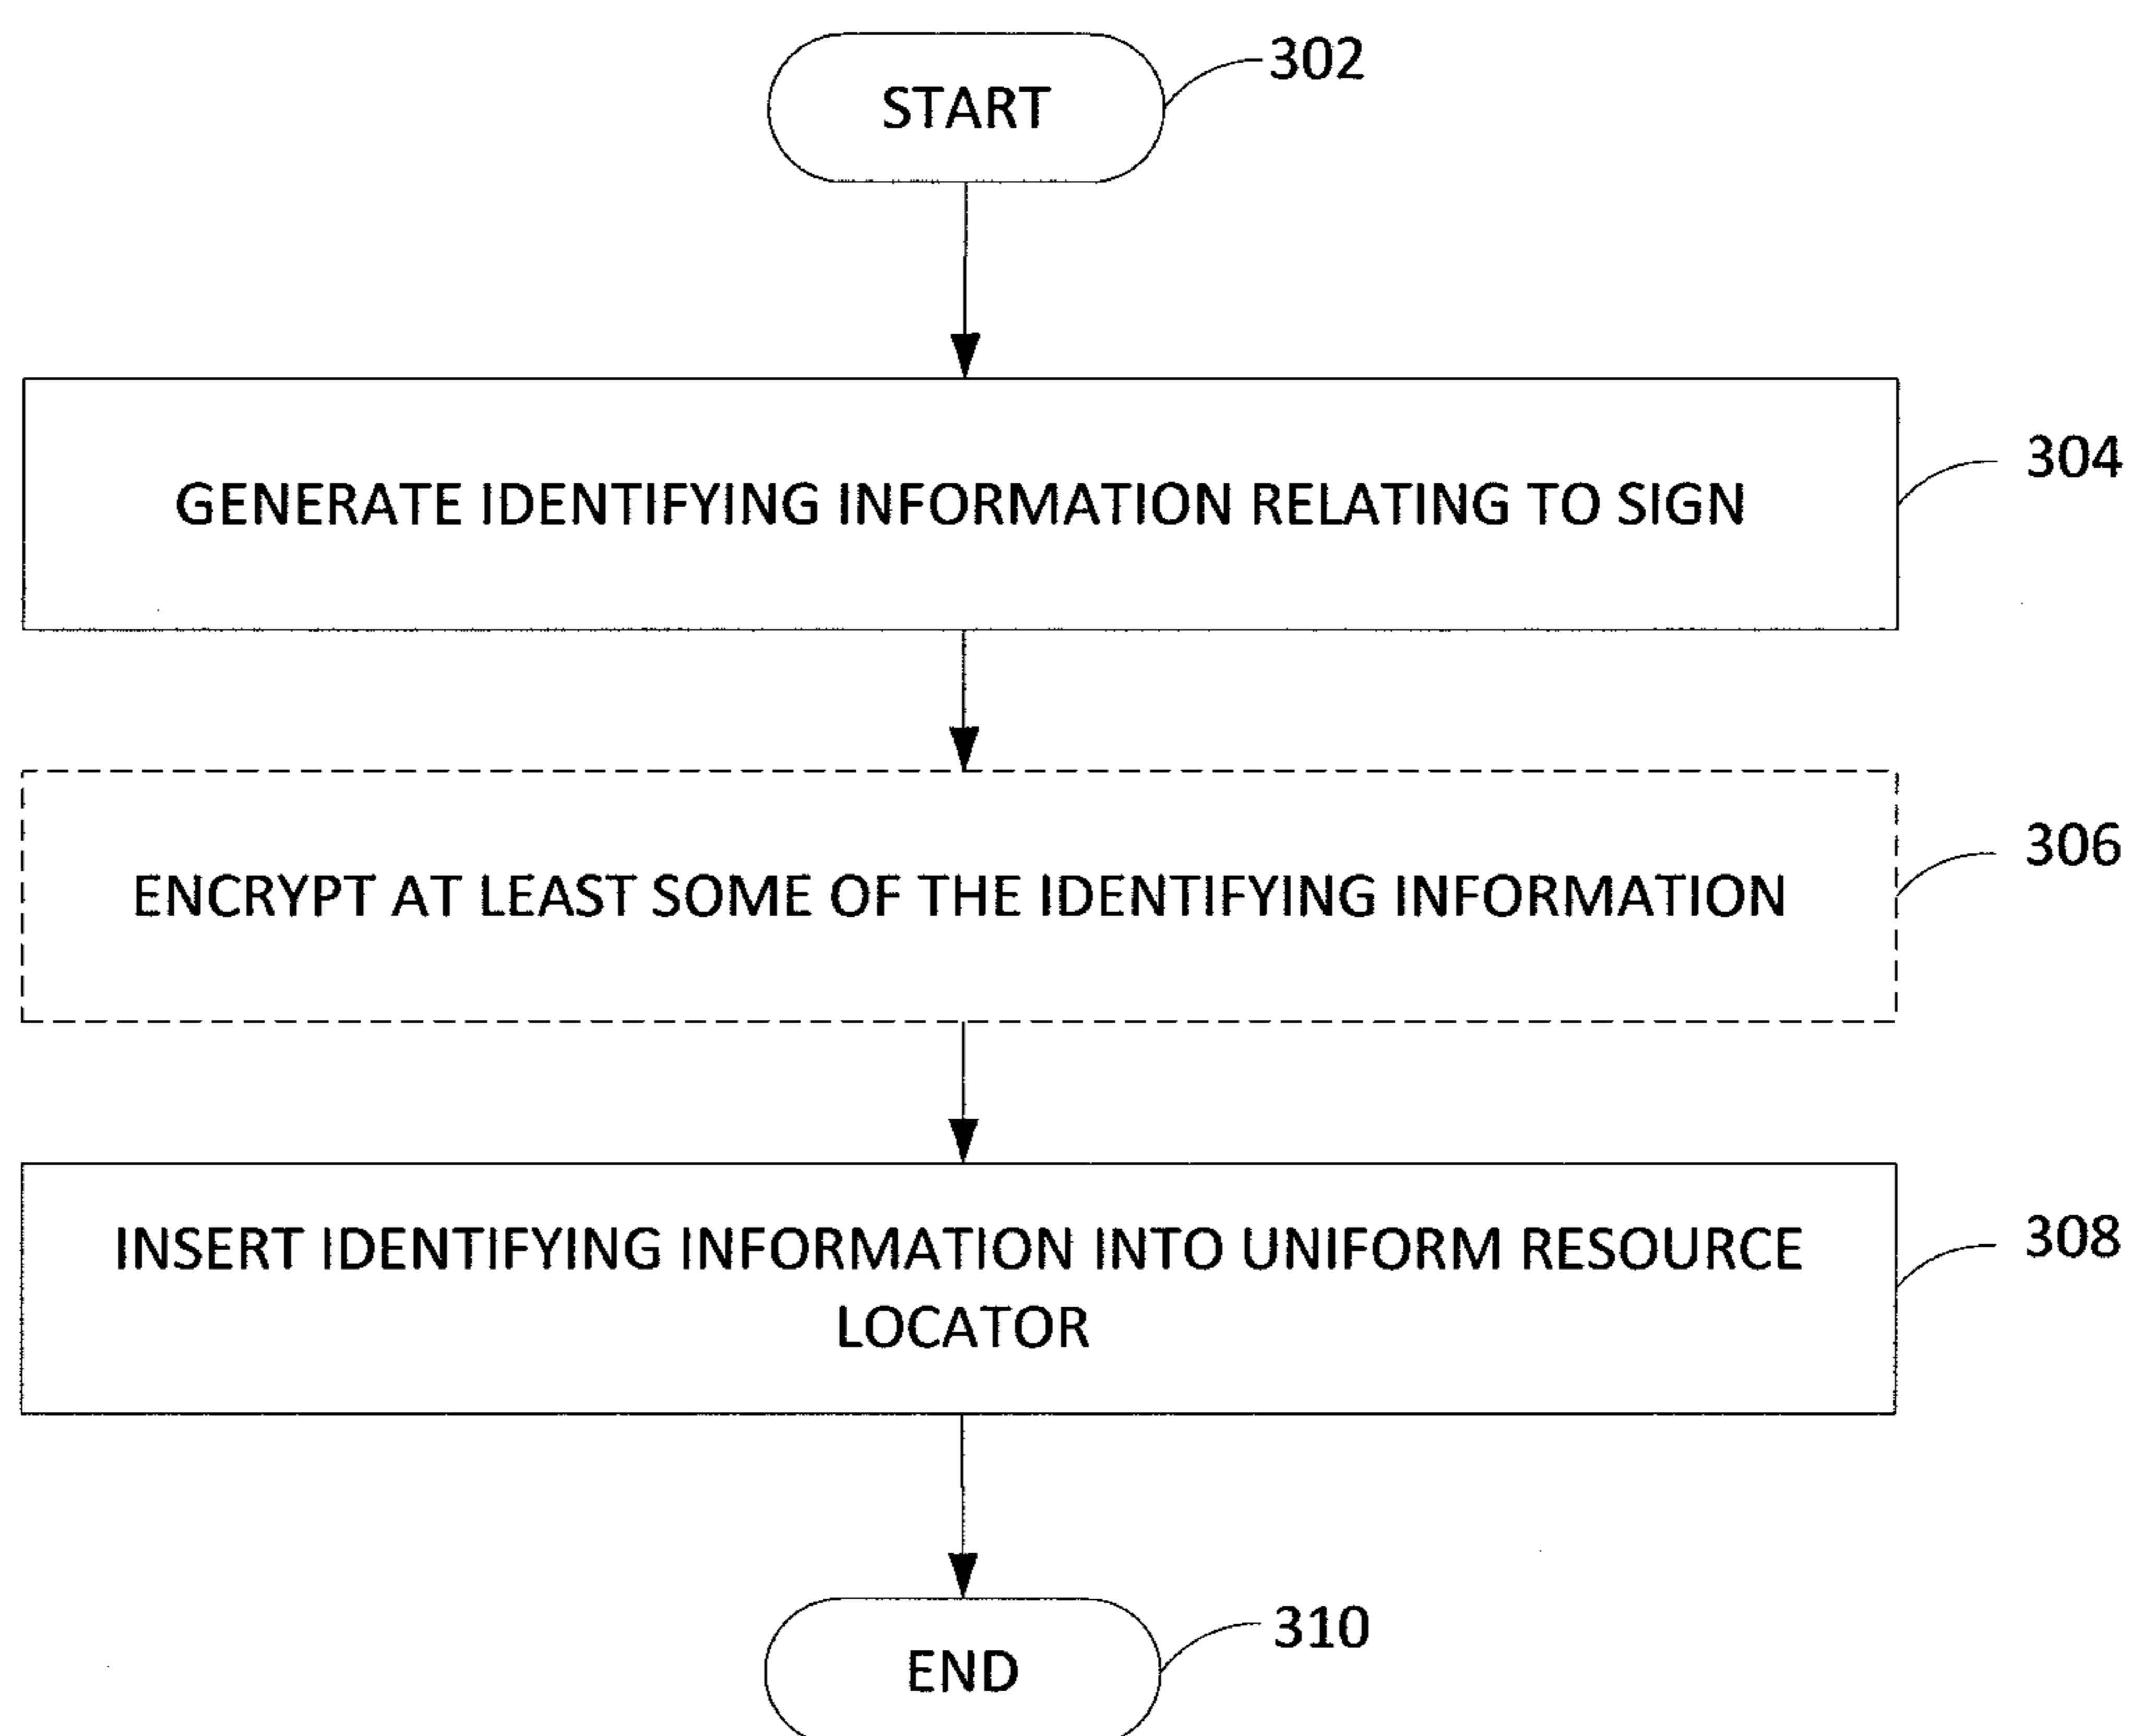 START
302
GENERATE IDENTIFYING INFORMATION RELATING TO SIGN
304
ENCRYPT AT LEAST SOME OF THE IDENTIFYING INFORMATION
306
INSERT IDENTIFYING INFORMATION INTO UNIFORM RESOURCE
LOCATOR
308
END
310